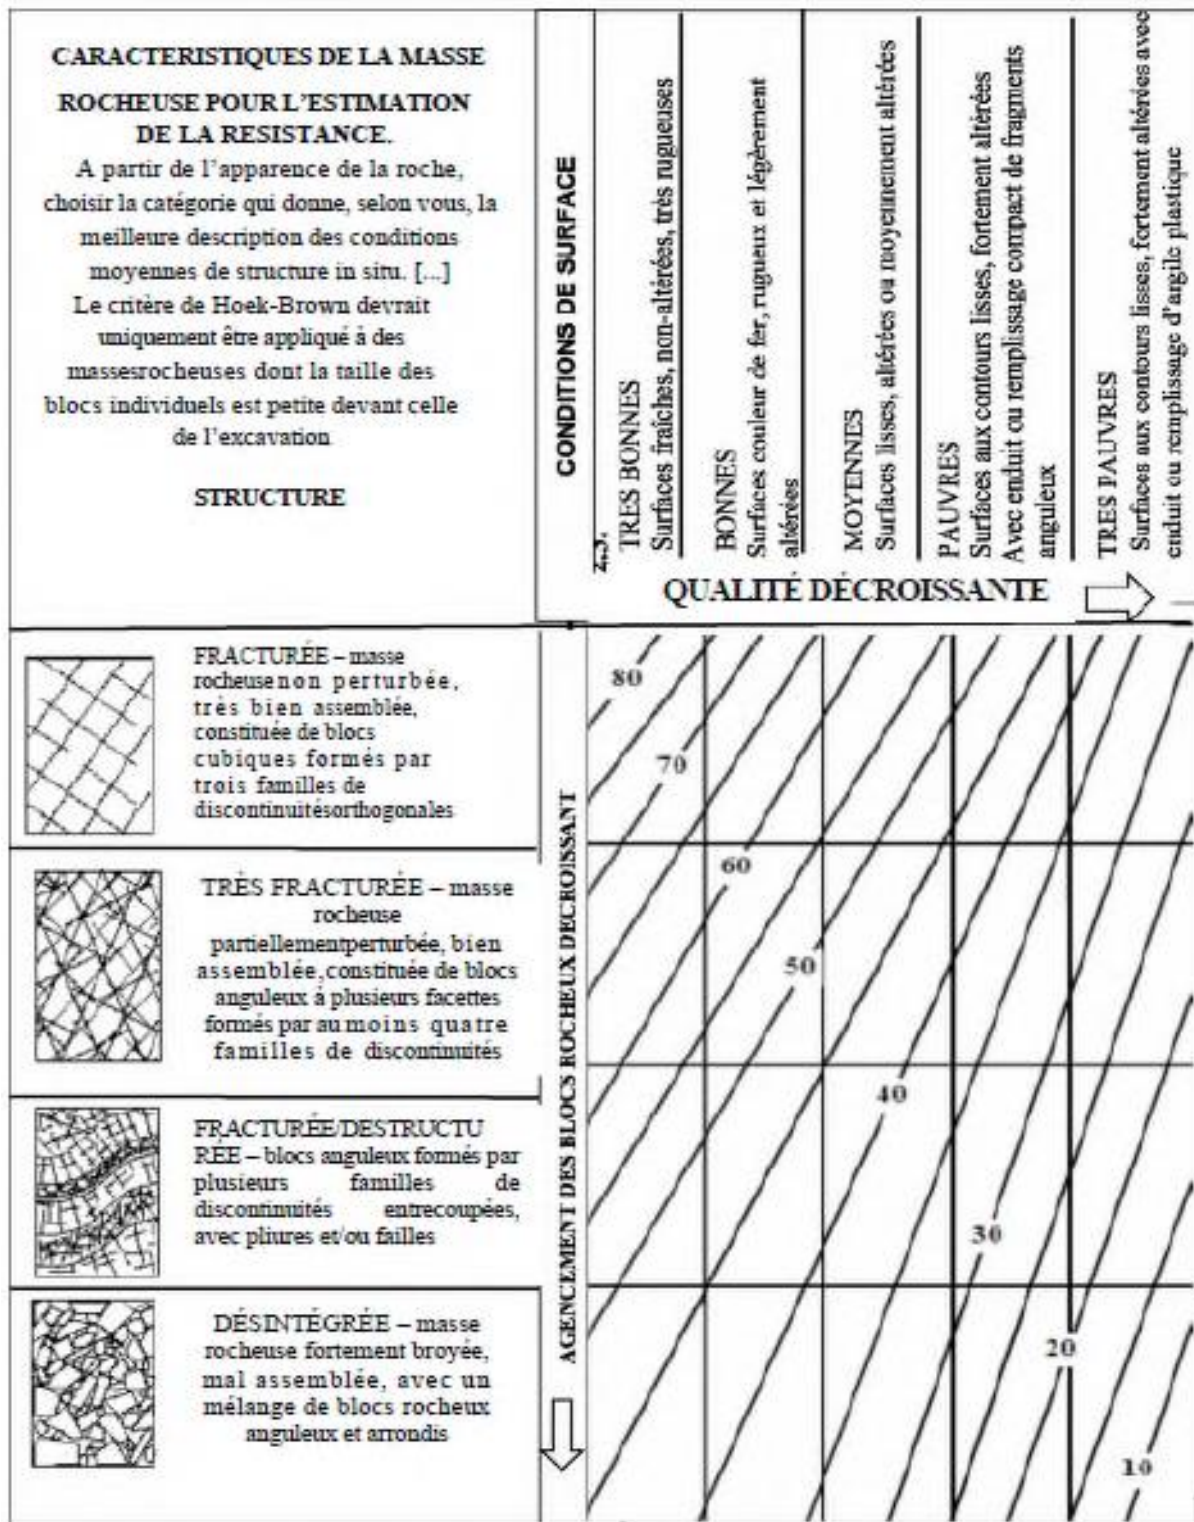 CARACTERISTIQUES DE LA MASSE
ROCHEUSE POUR L’ESTIMATION
DE LA RESISTANCE.
A partir de l’apparence de la roche,
choisir la catégorie qui donne, selon vous, la
meilleure description des conditions
moyennes de structure in situ. [...]
Le critère de Hoek-Brown devrait
uniquement être appliqué à des
massesrocheuses dont la taille des
blocs individuels est petite devant celle
de l’excavation
STRUCTURE
CONDITIONS DE SURFACE
TRES BONNES
Surfaces fraîches, non-altérées, très rugueuses
BONNES
Surfaces couleur de fer, rugueux et légèrement
altérées
MOYENNES
Surfaces lisses, altérées ou moyennement altérées
PAUVRES
Surfaces aux contours lisses, fortement altérées
Avec enduit ou remplissage compact de fragments
anguleux
TRES PAUVRES
Surfaces aux contours lisses, fortement altérées avec
enduit ou remplissage d’argile plastique
QUALITÉ DÉCROISSANTE
FRACTURÉE – masse
rocheusenon perturbée,
très bien assemblée,
constituée de blocs
cubiques formés par
trois familles de
discontinuitésorthogonales
TRÈS FRACTURÉE – masse
rocheuse
partiellementperturbée, bien
assemblée,constituée de blocs
anguleux à plusieurs facettes
formés par au moins quatre
familles de discontinuités
FRACTURÉE/DESTRUCTU
RÉE – blocs anguleux formés par
plusieurs familles de
discontinuités entrecoupées,
avec pliures et/ou failles
DÉSINTÉGRÉE – masse
rocheuse fortement broyée,
mal assemblée, avec un
mélange de blocs rocheux
anguleux et arrondis
AGENCEMENT DES BLOCS ROCHEUX DECROISSANT
80
70
60
50
40
30
20
10